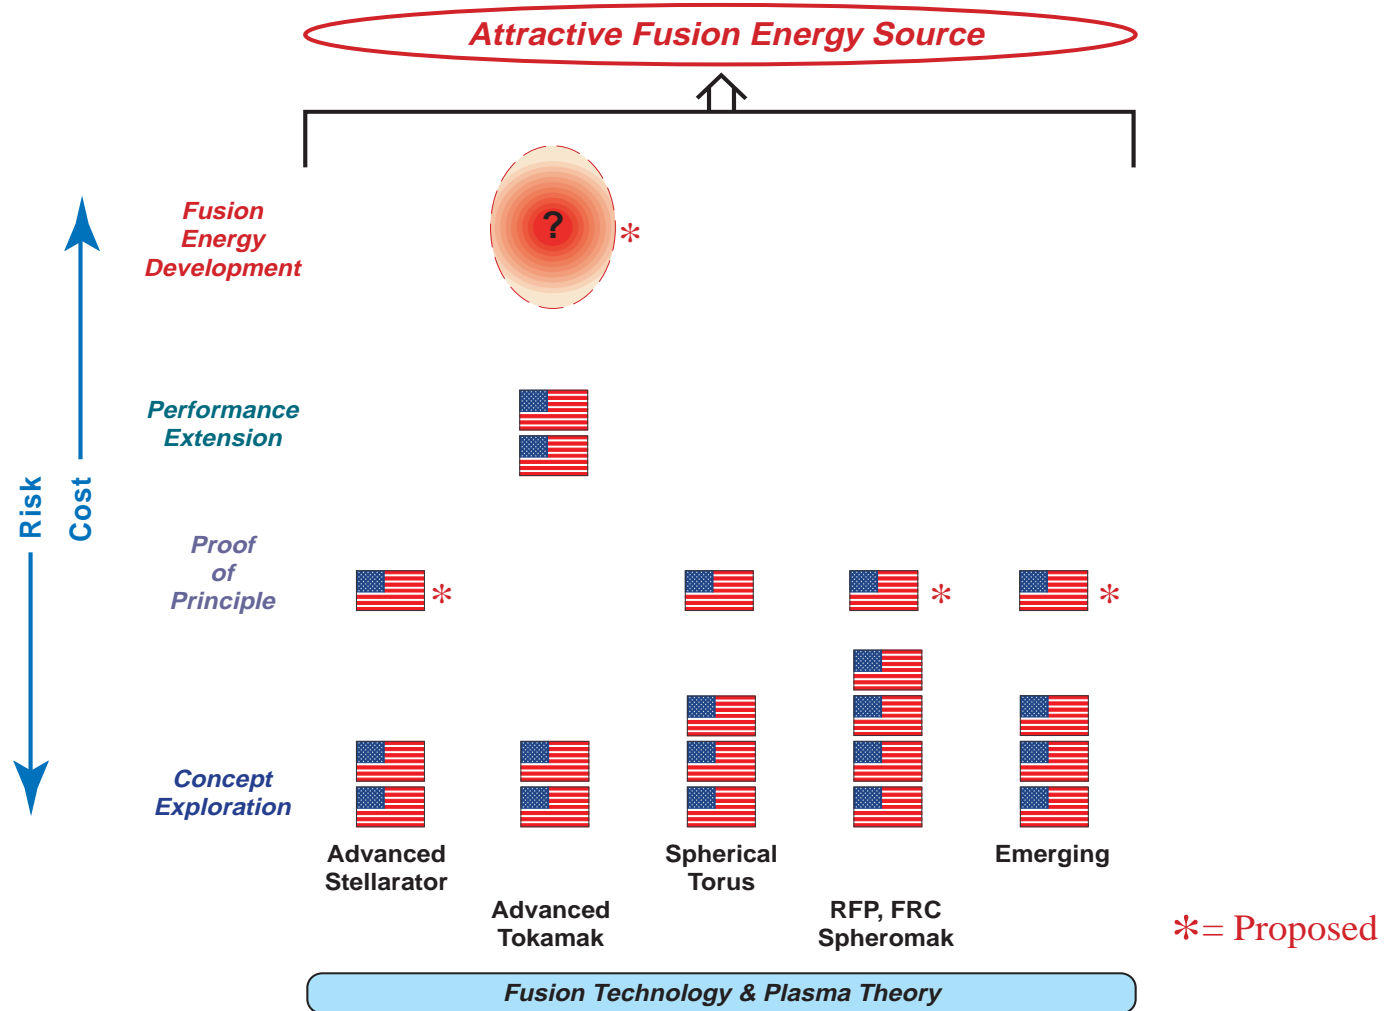 Attractive Fusion Energy Source
Fusion
Energy
Development
?
*
Performance
Extension
Risk
Cost
Proof
of
Principle
*
*
*
Concept
Exploration
Advanced
Stellarator
Advanced
Tokamak
Spherical
Torus
RFP, FRC
Spheromak
Emerging
*= Proposed
Fusion Technology & Plasma Theory